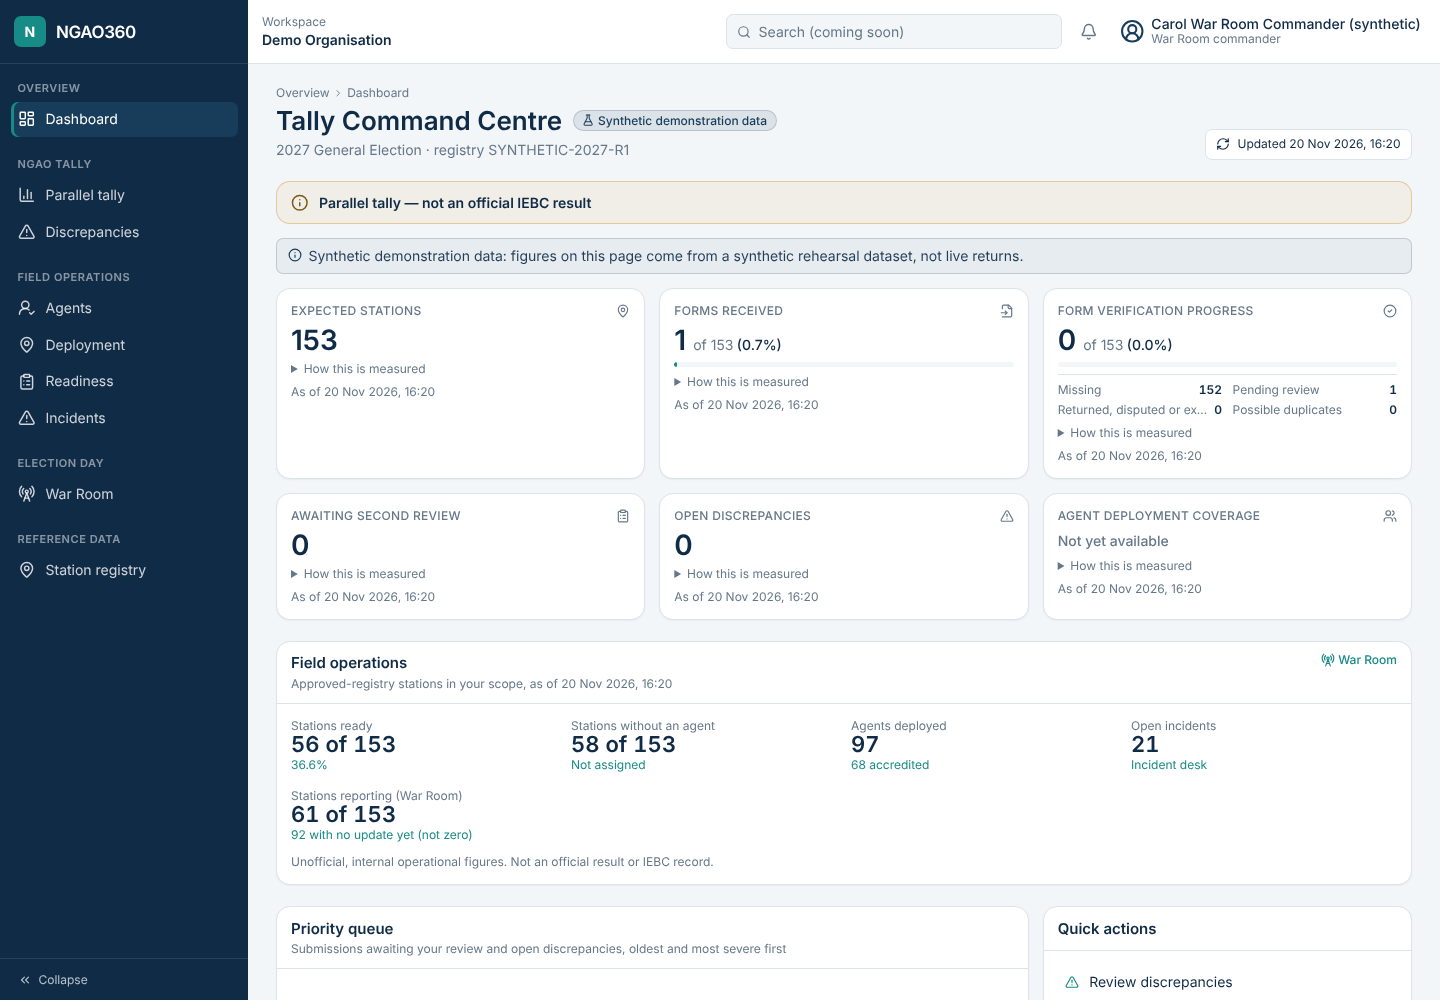 N NGAO360
OVERVIEW
Dashboard
NGAO TALLY
Parallel tally
Discrepancies
FIELD OPERATIONS
Agents
Deployment
Readiness
Incidents
ELECTION DAY
War Room
REFERENCE DATA
Station registry
Collapse
Workspace
Demo Organisation
Search (coming soon)
Carol War Room Commander (synthetic)
War Room commander
Overview Dashboard
Tally Command Centre
Synthetic demonstration data
2027 General Election · registry SYNTHETIC-2027-R1
Updated 20 Nov 2026, 16:20
Parallel tally — not an official IEBC result
Synthetic demonstration data: figures on this page come from a synthetic rehearsal dataset, not live returns.
EXPECTED STATIONS
153
How this is measured
As of 20 Nov 2026, 16:20
FORMS RECEIVED
1 of 153 (0.7%)
How this is measured
As of 20 Nov 2026, 16:20
FORM VERIFICATION PROGRESS
0 of 153 (0.0%)
Missing 152 Pending review 1
Returned, disputed or ex... 0 Possible duplicates 0
How this is measured
As of 20 Nov 2026, 16:20
AWAITING SECOND REVIEW
0
How this is measured
As of 20 Nov 2026, 16:20
OPEN DISCREPANCIES
0
How this is measured
As of 20 Nov 2026, 16:20
AGENT DEPLOYMENT COVERAGE
Not yet available
How this is measured
As of 20 Nov 2026, 16:20
Field operations
Approved-registry stations in your scope, as of 20 Nov 2026, 16:20
War Room
Stations ready
56 of 153
36.6%
Stations without an agent
58 of 153
Not assigned
Agents deployed
97
68 accredited
Open incidents
21
Incident desk
Stations reporting (War Room)
61 of 153
92 with no update yet (not zero)
Unofficial, internal operational figures. Not an official result or IEBC record.
Priority queue
Submissions awaiting your review and open discrepancies, oldest and most severe first
Quick actions
Review discrepancies